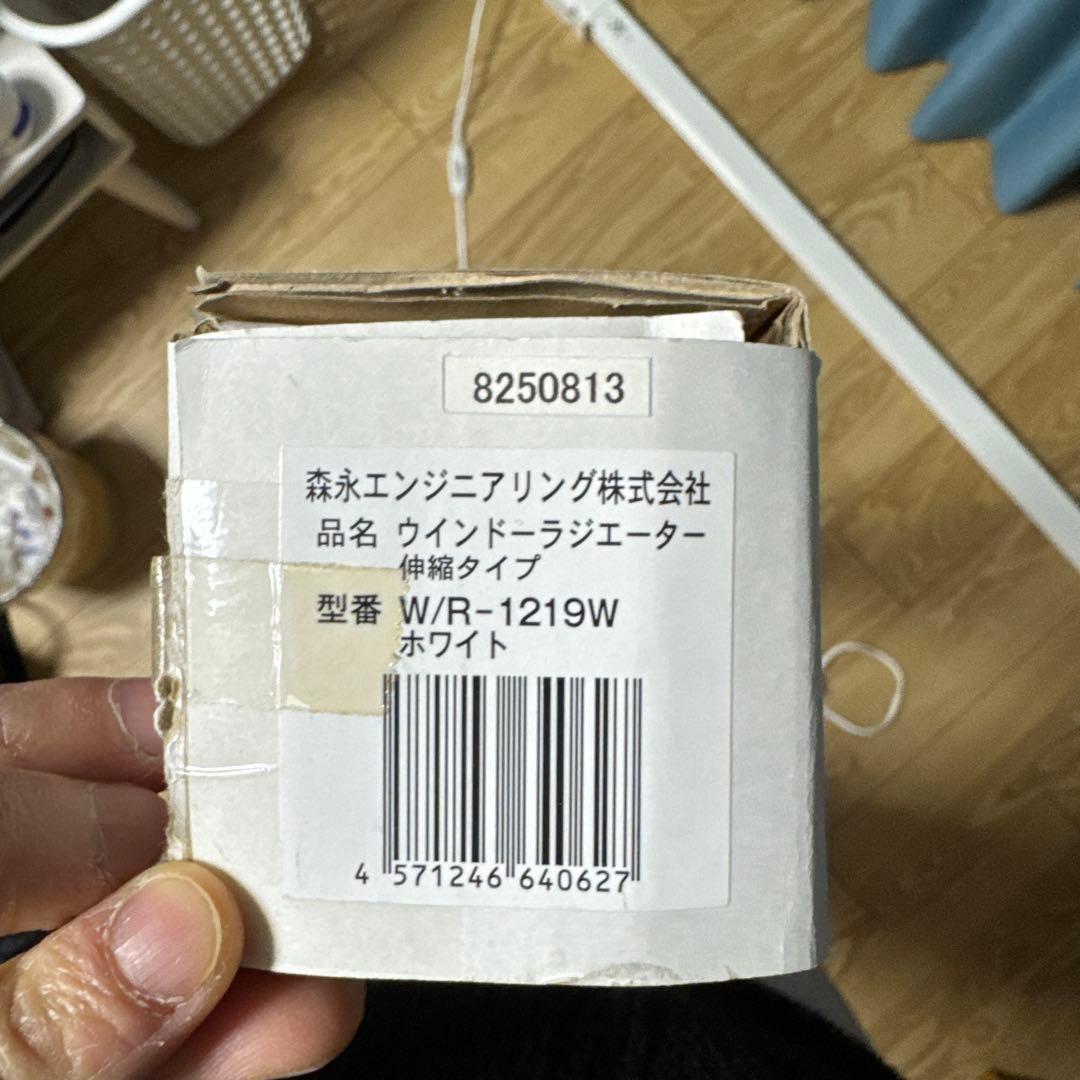 8250813
森永エンジニアリング株式会社
品名 ウインドーラジエーター
伸縮タイプ
型番 W/R-1219W
ホワイト
4 571246 640627